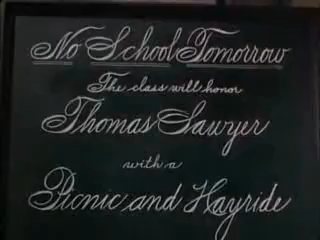 No School Tomorrow
The class will honor
Thomas Sawyer
with a
Picnic and Hayride